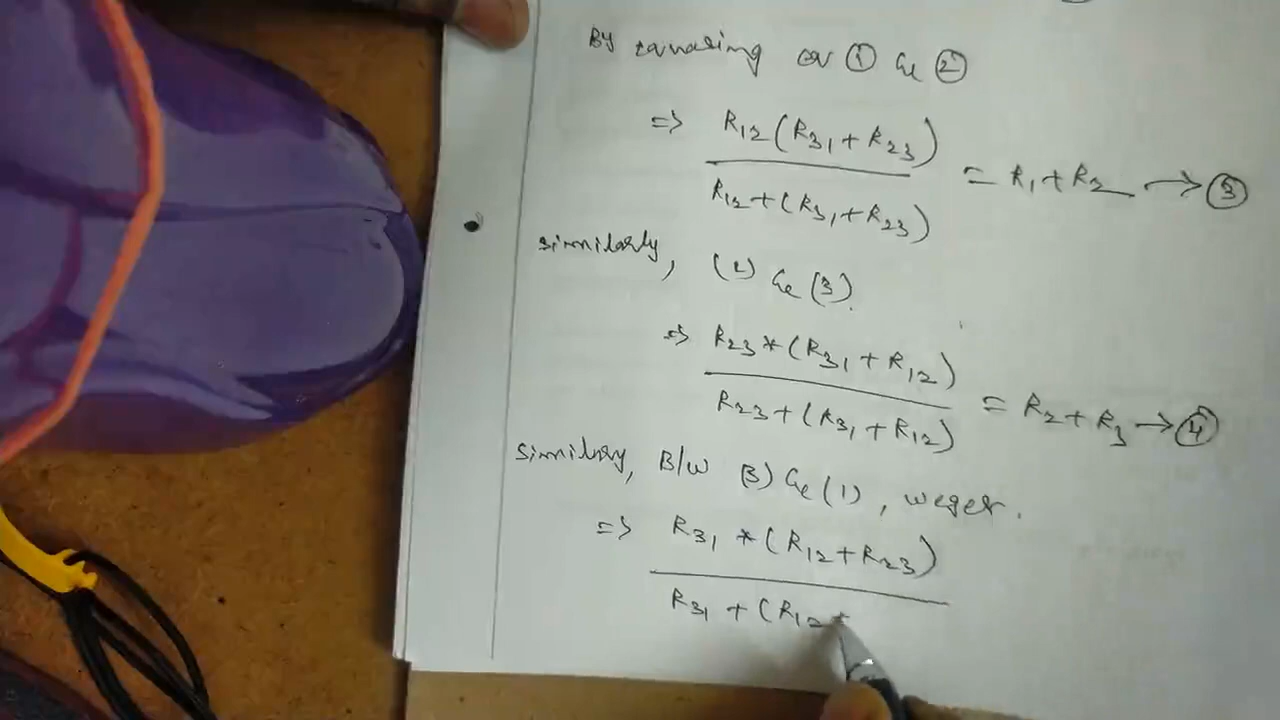 By equating eq ① & ②
=> R12 (R31 + R23)
R12 + (R31 + R23)
= R1 + R2 → ③
similarly, (2) & (3).
=> R23 * (R31 + R12)
R23 + (R31 + R12)
= R2 + R3 → ④
similarly, B/W (3) & (1), we get.
=> R31 * (R12 + R23)
R31 + (R12 +